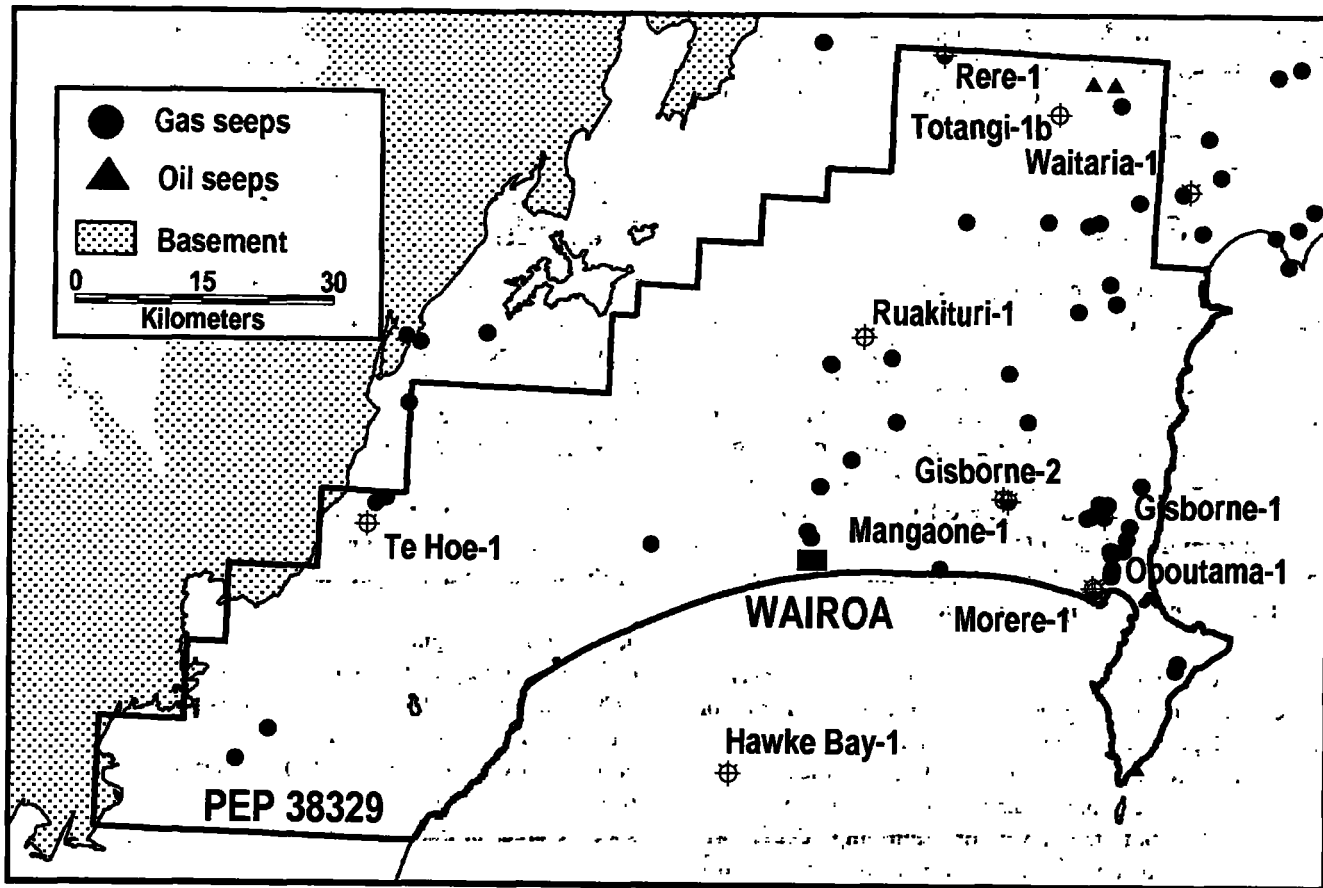 Gas seeps
Oil seeps
Basement
0 15 30
Kilometers
Rere-1
Totangi-1b
Waitaria-1
Ruakituri-1
Gisborne-2
Gisborne-1
Te Hoe-1
Mangaone-1
Opoutama-1
WAIROA
Morere-1
Hawke Bay-1
PEP 38329